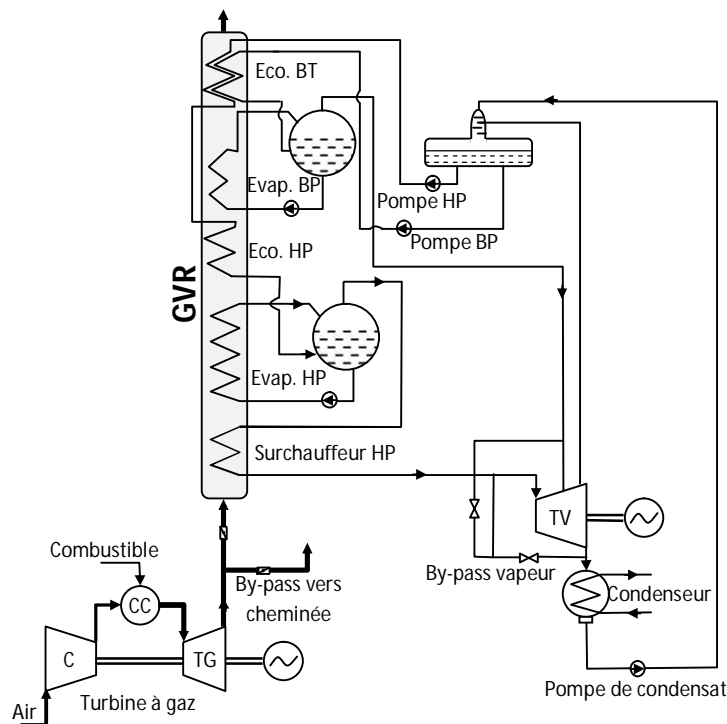 Eco. BT
Evap. BP
Pompe HP
Pompe BP
Eco. HP
GVR
Evap. HP
Surchauffeur HP
TV
Combustible
By-pass vers
cheminée
By-pass vapeur
Condenseur
CC
C
TG
Pompe de condensat
Turbine à gaz
Air